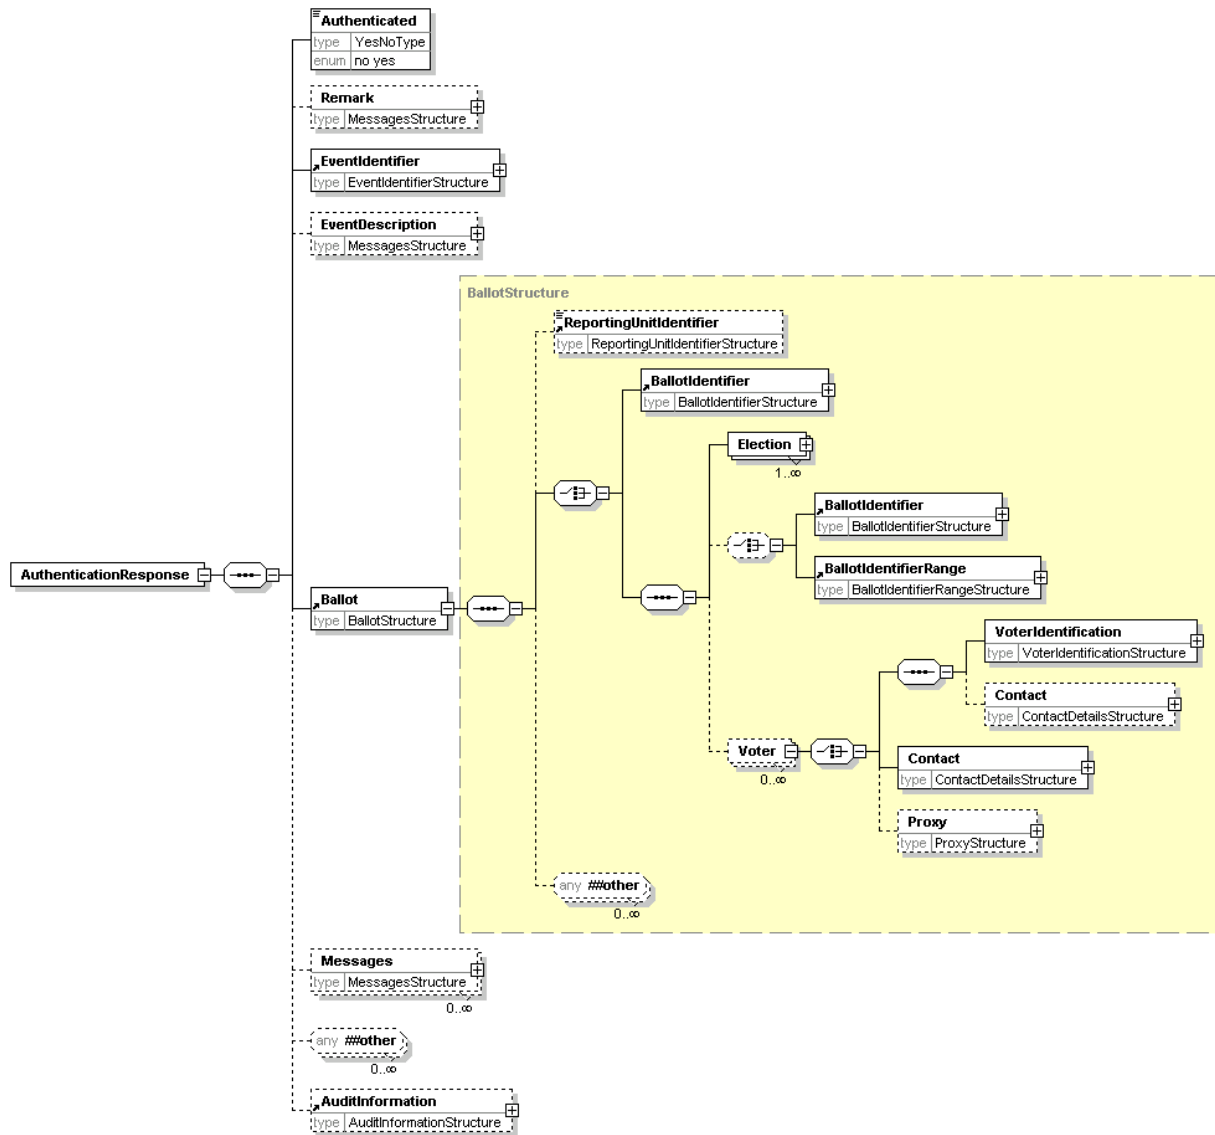 Authenticated
type YesNoType
enum no yes
Remark
type MessagesStructure
EventIdentifier
type EventIdentifierStructure
EventDescription
type MessagesStructure
BallotStructure
ReportingUnitIdentifier
type ReportingUnitIdentifierStructure
BallotIdentifier
type BallotIdentifierStructure
Election
1..∞
BallotIdentifier
type BallotIdentifierStructure
BallotIdentifierRange
type BallotIdentifierRangeStructure
AuthenticationResponse
Ballot
type BallotStructure
VoterIdentification
type VoterIdentificationStructure
Contact
type ContactDetailsStructure
Voter
0..∞
Contact
type ContactDetailsStructure
Proxy
type ProxyStructure
any ##other
0..∞
Messages
type MessagesStructure
0..∞
any ##other
0..∞
AuditInformation
type AuditInformationStructure